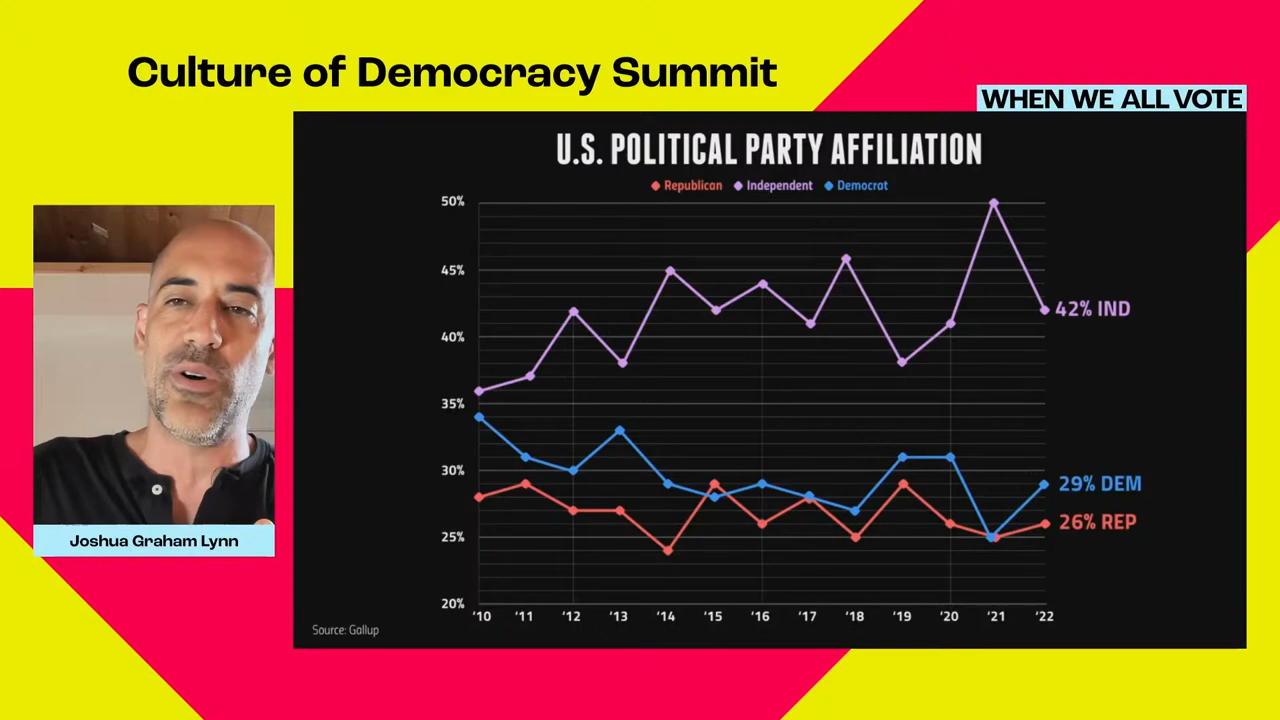 Culture of Democracy Summit
WHEN WE ALL VOTE
U.S. POLITICAL PARTY AFFILIATION
Republican Independent Democrat
50%
45%
40%
35%
30%
25%
20%
42% IND
29% DEM
26% REP
'10 '11 '12 '13 '14 '15 '16 '17 '18 '19 '20 '21 '22
Source: Gallup
Joshua Graham Lynn